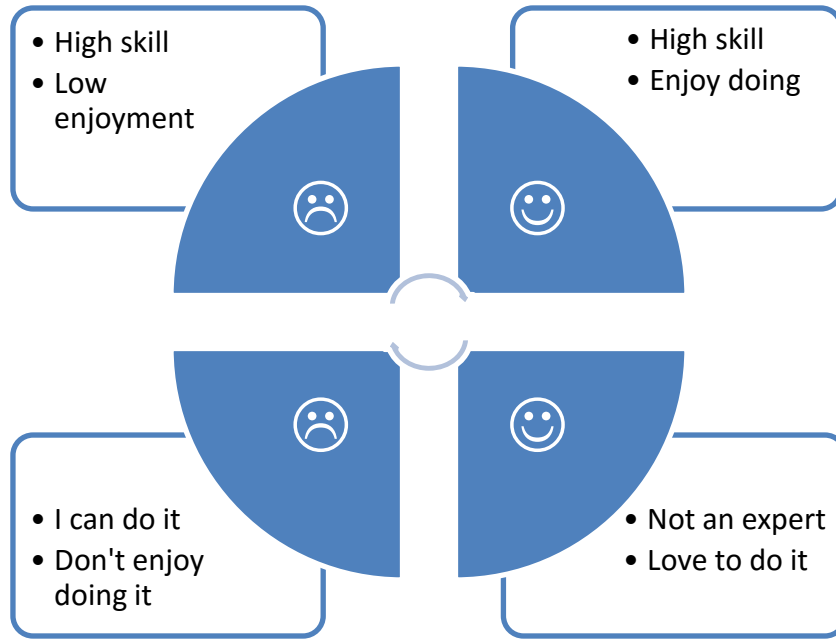 • High skill
• Low
enjoyment
• High skill
• Enjoy doing
• I can do it
• Don't enjoy
doing it
• Not an expert
• Love to do it